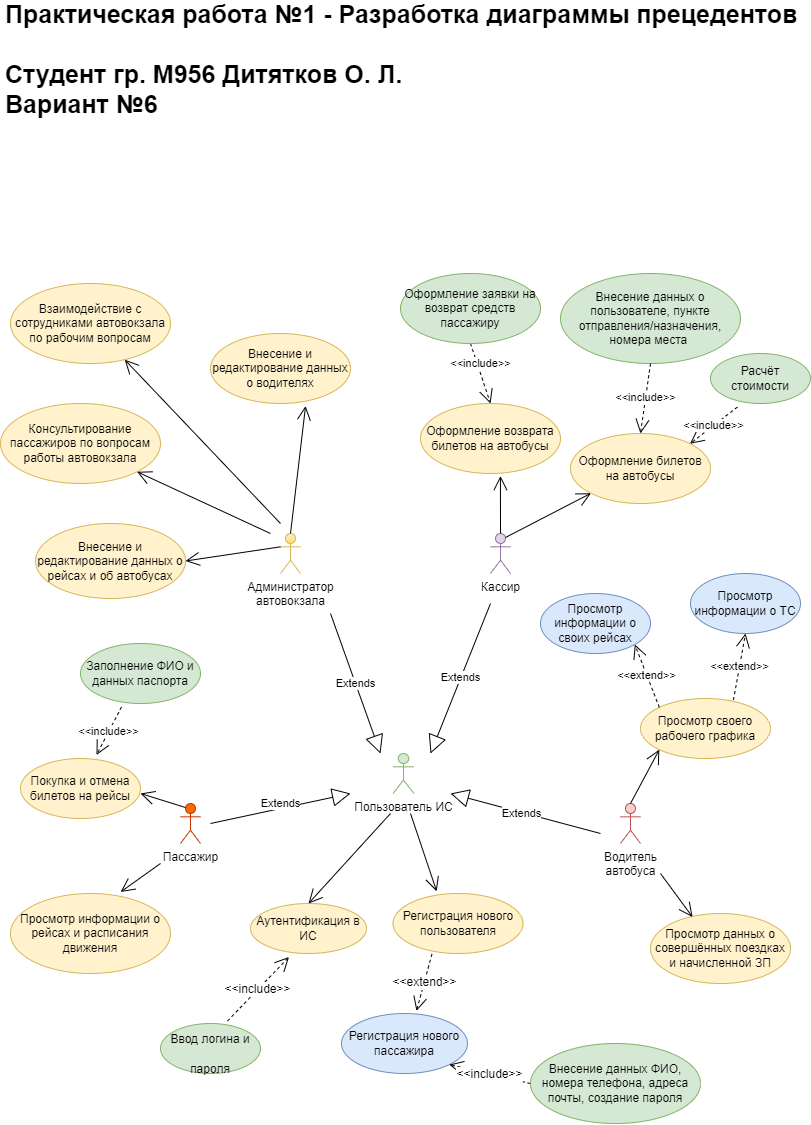 Практическая работа №1 - Разработка диаграммы прецедентов
Студент гр. М956 Дитятков О. Л.
Вариант №6
Взаимодействие с
сотрудниками автовокзала
по рабочим вопросам
Внесение и
редактирование данных
о водителях
Консультирование
пассажиров по вопросам
работы автовокзала
Внесение и
редактирование данных о
рейсах и об автобусах
Администратор
автовокзала
Оформление заявки на
возврат средств
пассажиру
<<include>>
Оформление возврата
билетов на автобусы
Внесение данных о
пользователе, пункте
отправления/назначения,
номера места
<<include>>
Расчёт
стоимости
<<include>>
Оформление билетов
на автобусы
Кассир
Просмотр
информации о
своих рейсах
Просмотр
информации о ТС
<<extend>>
<<extend>>
Просмотр своего
рабочего графика
Extends
Extends
Заполнение ФИО и
данных паспорта
<<include>>
Покупка и отмена
билетов на рейсы
Пассажир
Extends
Пользователь ИС
Extends
Водитель
автобуса
Просмотр информации о
рейсах и расписания
движения
Аутентификация в
ИС
Регистрация нового
пользователя
Просмотр данных о
совершённых поездках
и начисленной ЗП
<<include>>
<<extend>>
Ввод логина и
пароля
Регистрация нового
пассажира
<<include>>
Внесение данных ФИО,
номера телефона, адреса
почты, создание пароля